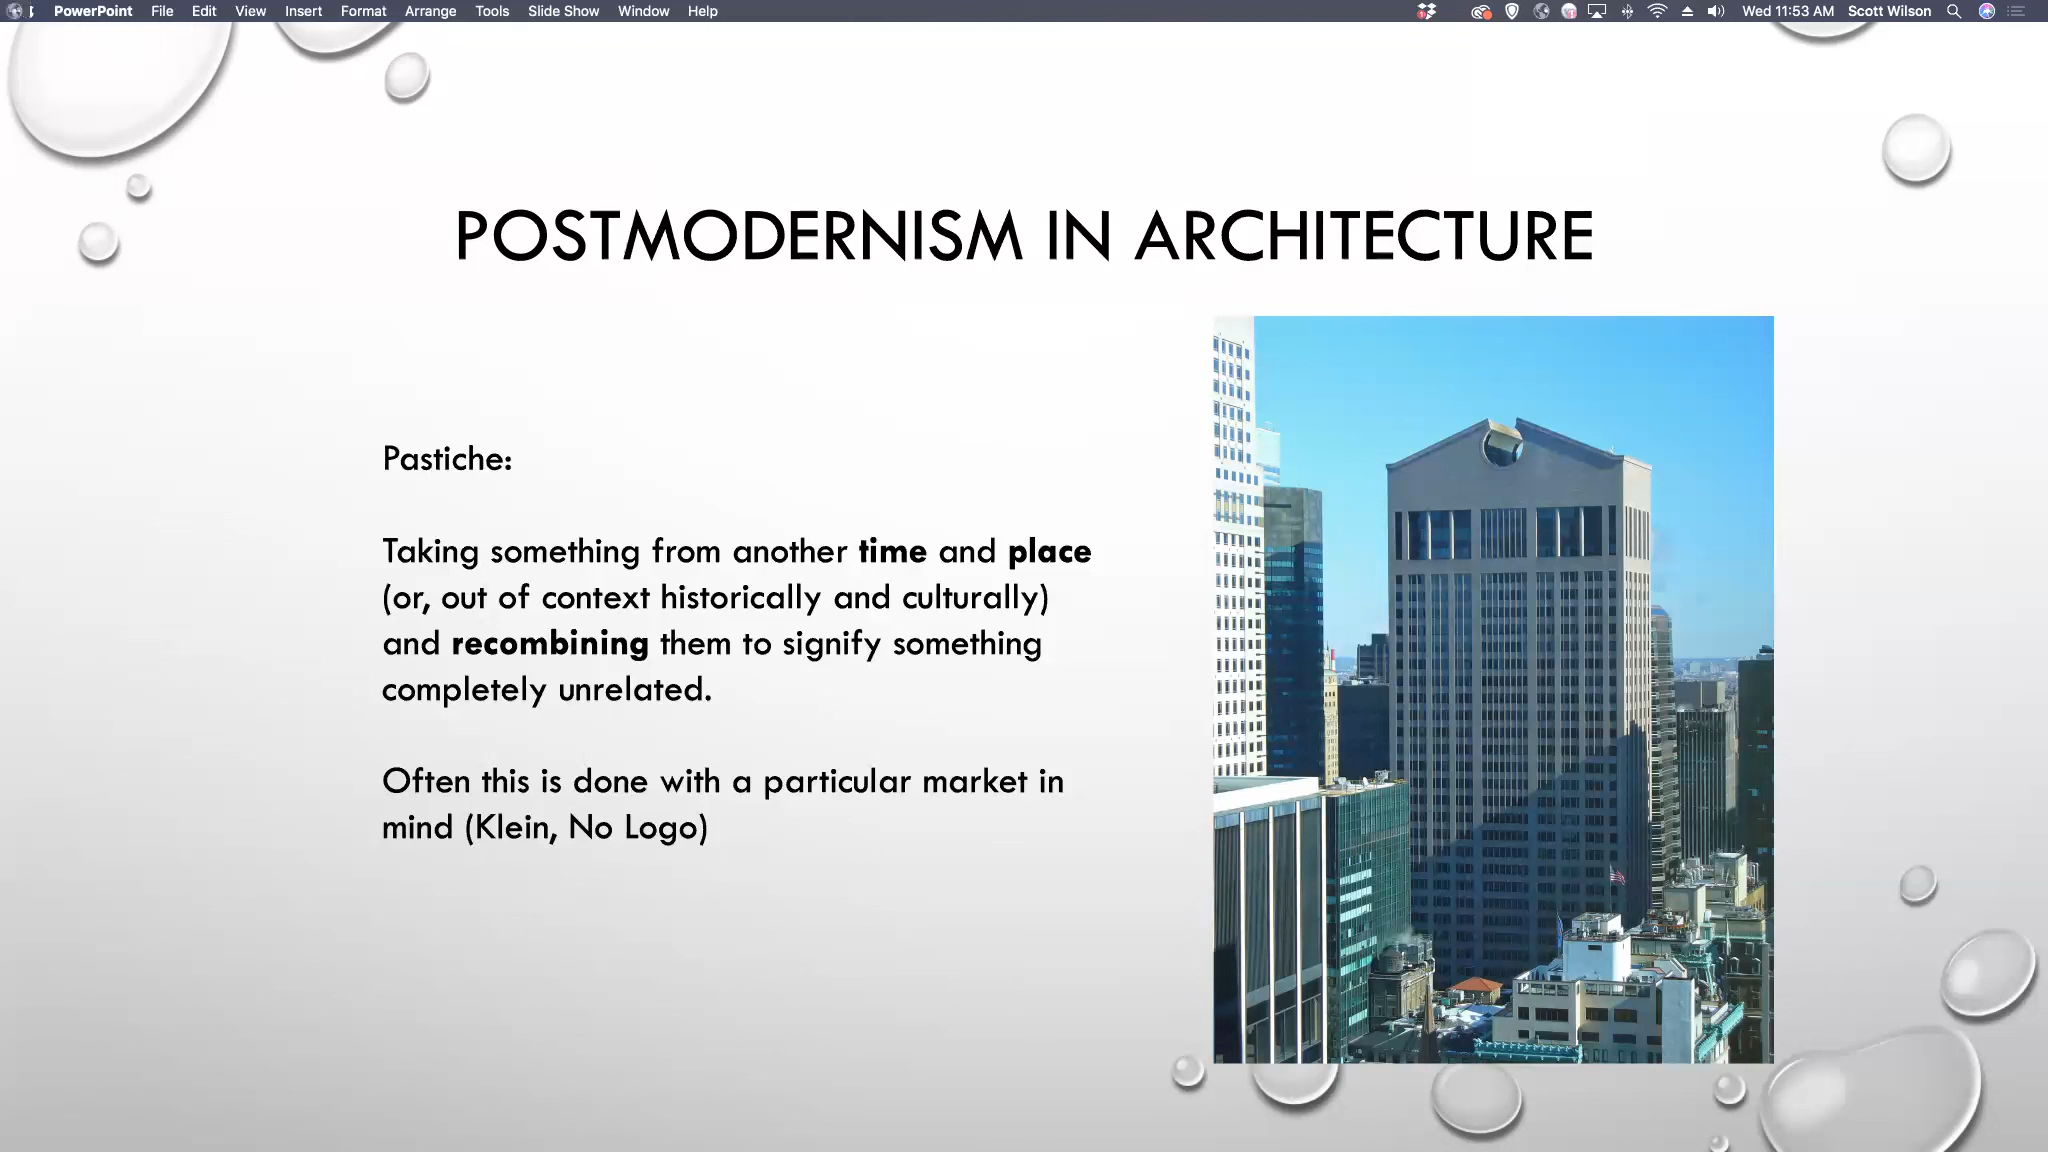 PowerPoint File Edit View Insert Format Arrange Tools Slide Show Window Help Wed 11:53 AM Scott Wilson
POSTMODERNISM IN ARCHITECTURE
Pastiche:
Taking something from another time and place
(or, out of context historically and culturally)
and recombining them to signify something
completely unrelated.
Often this is done with a particular market in
mind (Klein, No Logo)